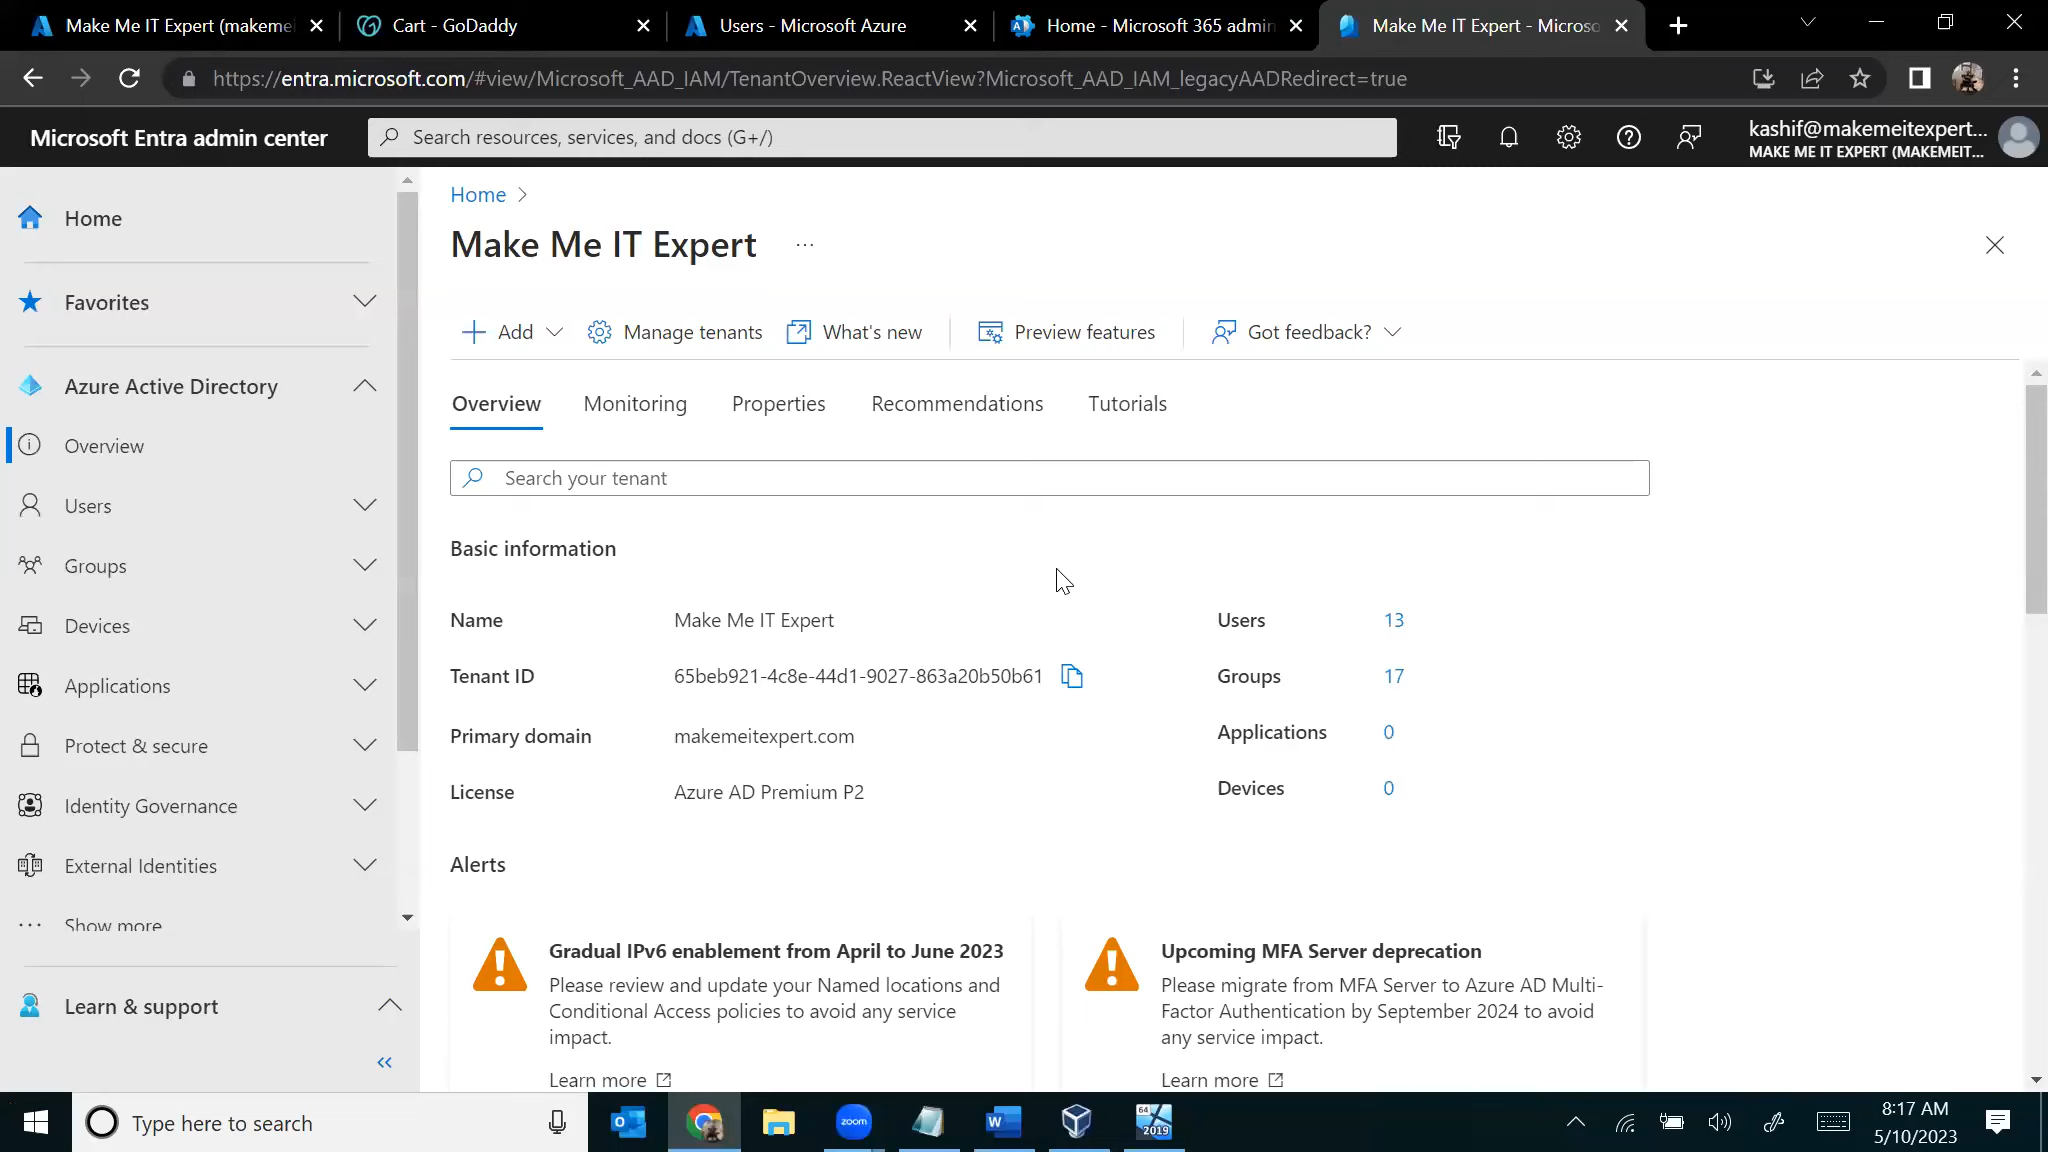 Make Me IT Expert (makeme
Cart - GoDaddy
Users - Microsoft Azure
Home - Microsoft 365 admin
Make Me IT Expert - Microso
https://entra.microsoft.com/#view/Microsoft_AAD_IAM/TenantOverview.ReactView?Microsoft_AAD_IAM_legacyAADRedirect=true
Microsoft Entra admin center
Search resources, services, and docs (G+/)
kashif@makemeitexpert...
MAKE ME IT EXPERT (MAKEMEIT...
Home
Favorites
Azure Active Directory
Overview
Users
Groups
Devices
Applications
Protect & secure
Identity Governance
External Identities
Show more
Learn & support
Home
Make Me IT Expert
Add
Manage tenants
What's new
Preview features
Got feedback?
Overview
Monitoring
Properties
Recommendations
Tutorials
Search your tenant
Basic information
Name Make Me IT Expert
Tenant ID 65beb921-4c8e-44d1-9027-863a20b50b61
Primary domain makemeitexpert.com
License Azure AD Premium P2
Users 13
Groups 17
Applications 0
Devices 0
Alerts
Gradual IPv6 enablement from April to June 2023
Please review and update your Named locations and
Conditional Access policies to avoid any service
impact.
Learn more
Upcoming MFA Server deprecation
Please migrate from MFA Server to Azure AD Multi-
Factor Authentication by September 2024 to avoid
any service impact.
Learn more
Type here to search
zoom
64
2019
8:17 AM
5/10/2023